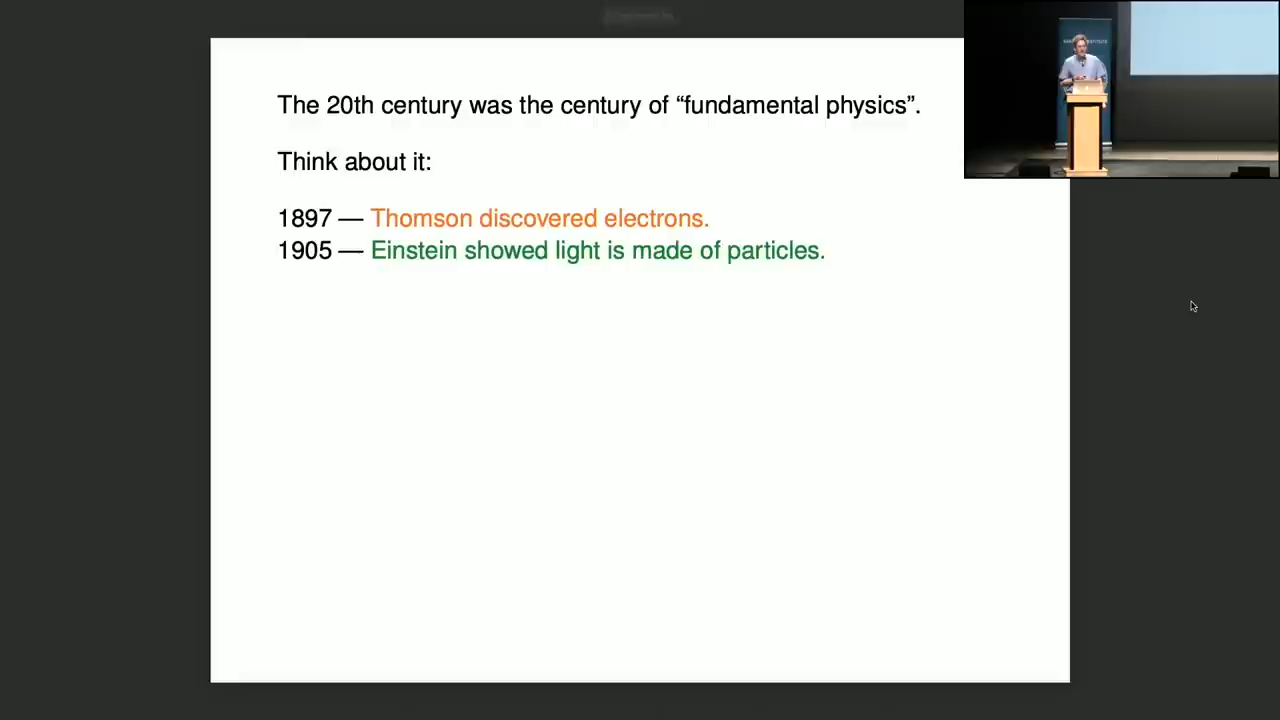 The 20th century was the century of “fundamental physics”.
Think about it:
1897 — Thomson discovered electrons.
1905 — Einstein showed light is made of particles.